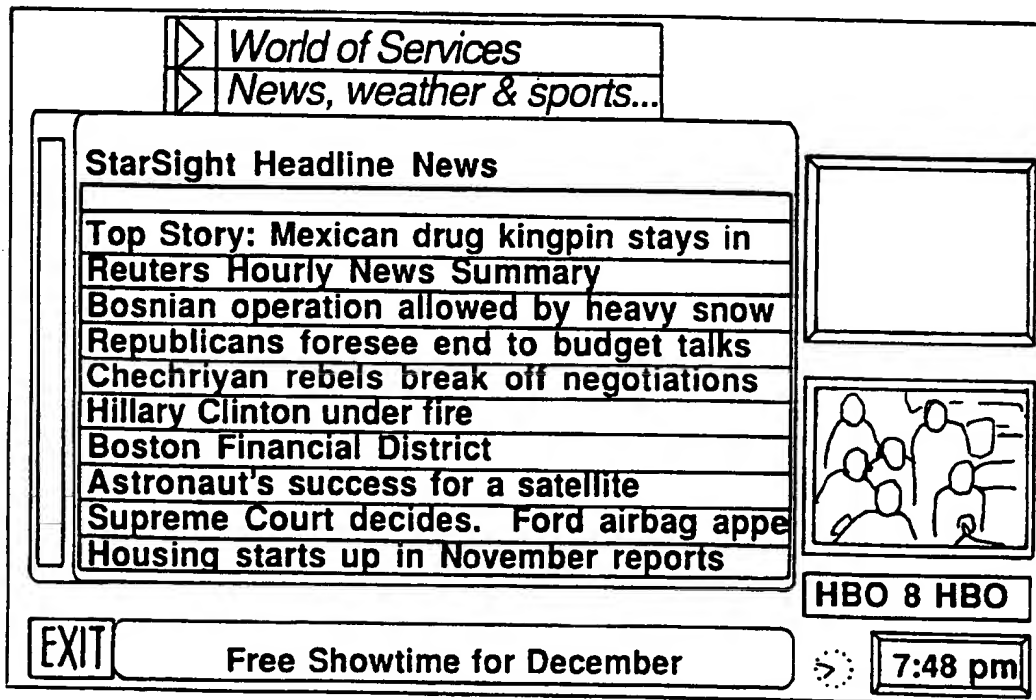 World of Services
News, weather & sports...
StarSight Headline News
Top Story: Mexican drug kingpin stays in
Reuters Hourly News Summary
Bosnian operation allowed by heavy snow
Republicans foresee end to budget talks
Chechriyan rebels break off negotiations
Hillary Clinton under fire
Boston Financial District
Astronaut's success for a satellite
Supreme Court decides. Ford airbag appe
Housing starts up in November reports
HBO 8 HBO
EXIT
Free Showtime for December
7:48 pm